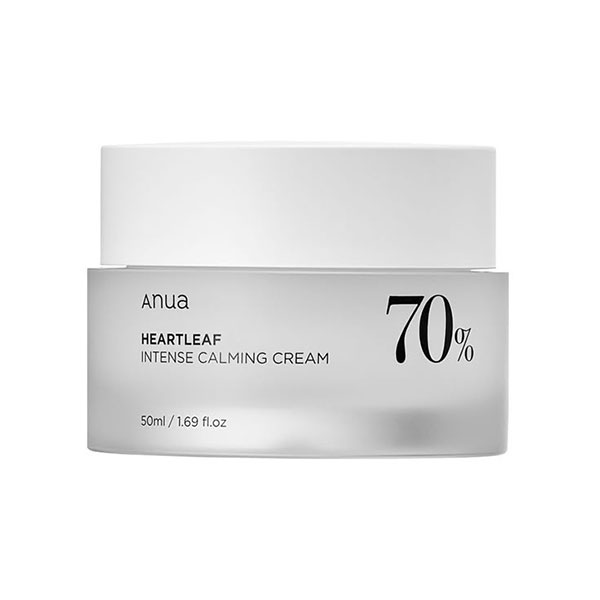 Anua
70%
HEARTLEAF
INTENSE CALMING CREAM
50ml / 1.69 fl.oz